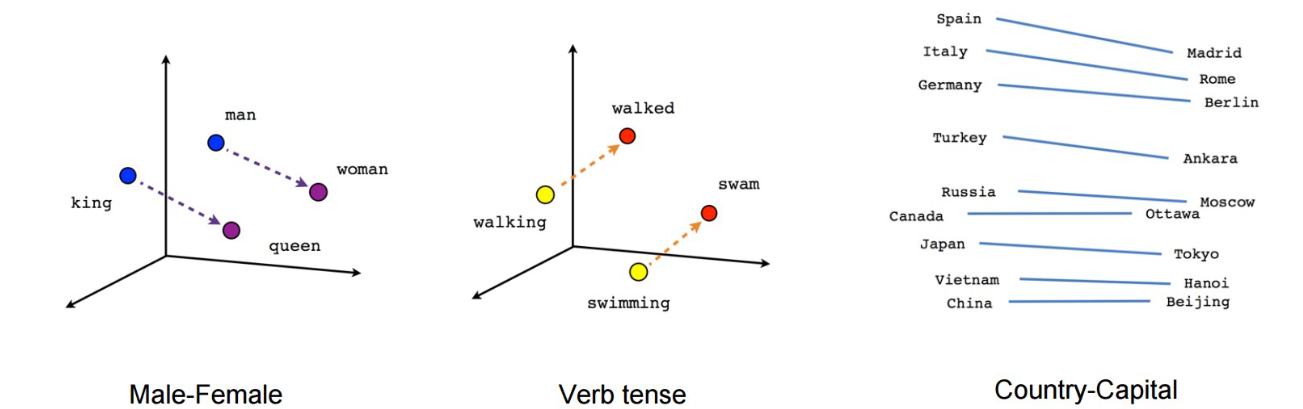 man
woman
king
queen
Male-Female
walked
swam
walking
swimming
Verb tense
Spain
Madrid
Italy
Rome
Germany
Berlin
Turkey
Ankara
Russia
Moscow
Canada
Ottawa
Japan
Tokyo
Vietnam
Hanoi
China
Beijing
Country-Capital